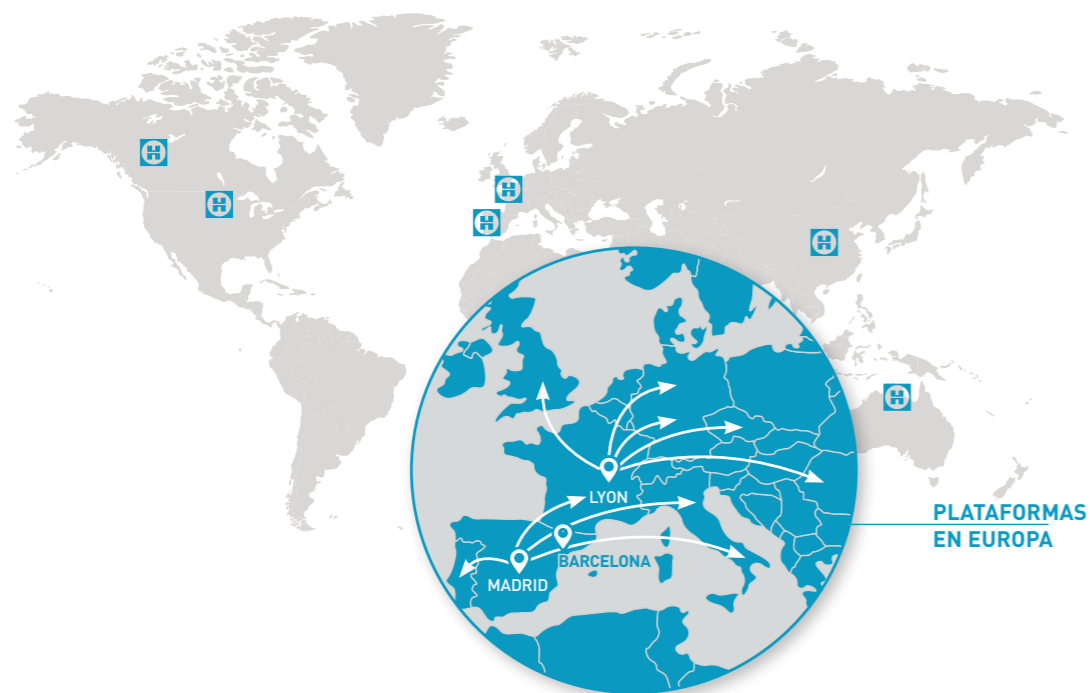 LYON
BARCELONA
MADRID
PLATAFORMAS
EN EUROPA